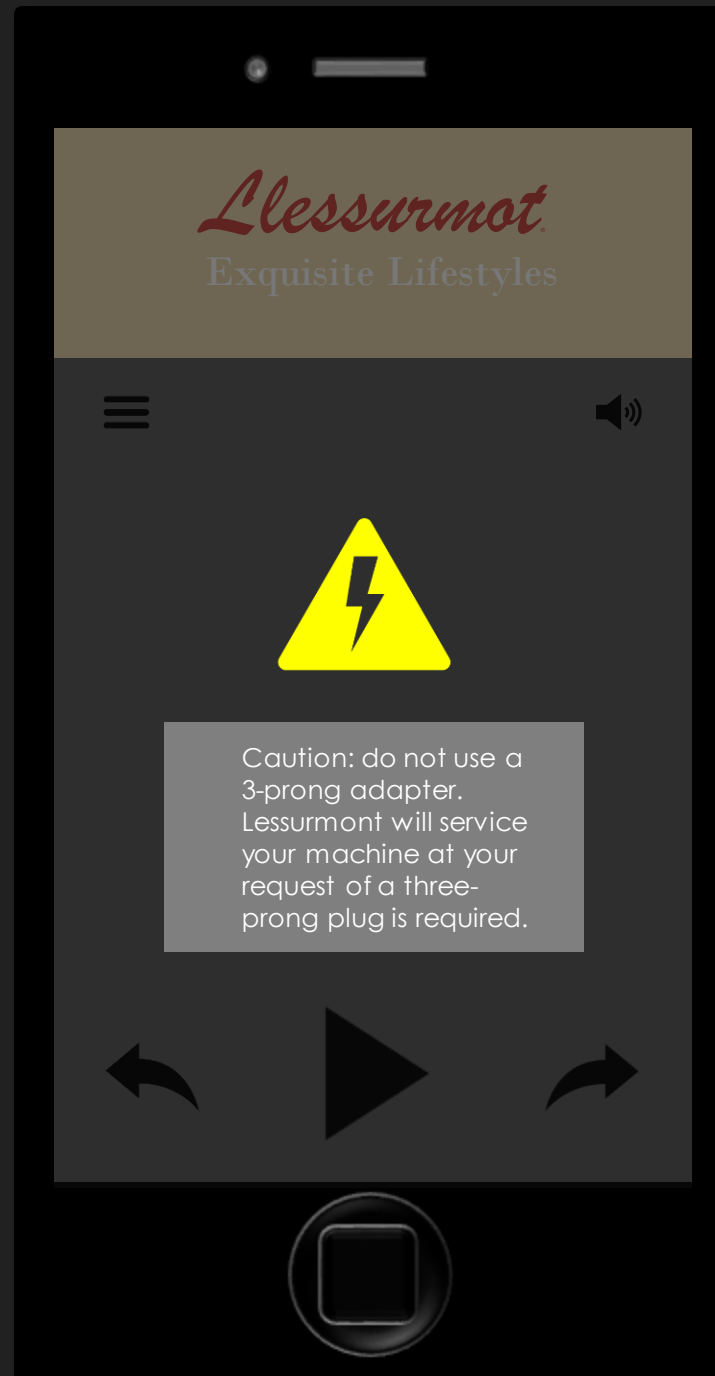 Llessurmot
Exquisite Lifestyles
Caution: do not use a
3-prong adapter.
Lessurmont will service
your machine at your
request of a three-
prong plug is required.